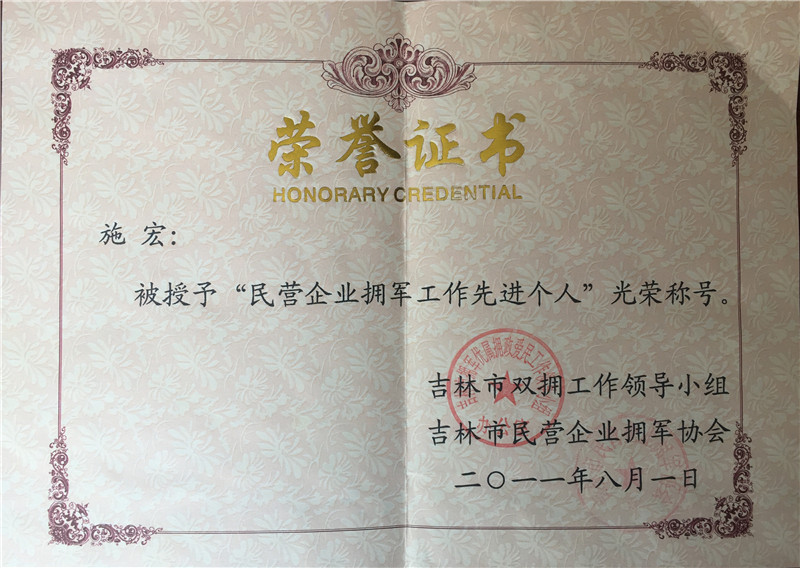 荣誉证书
HONORARY CREDENTIAL
施 宏：
被授予“民营企业拥军工作先进个人”光荣称号。
吉林市双拥工作领导小组
吉林市民营企业拥军协会
二〇一一年八月一日